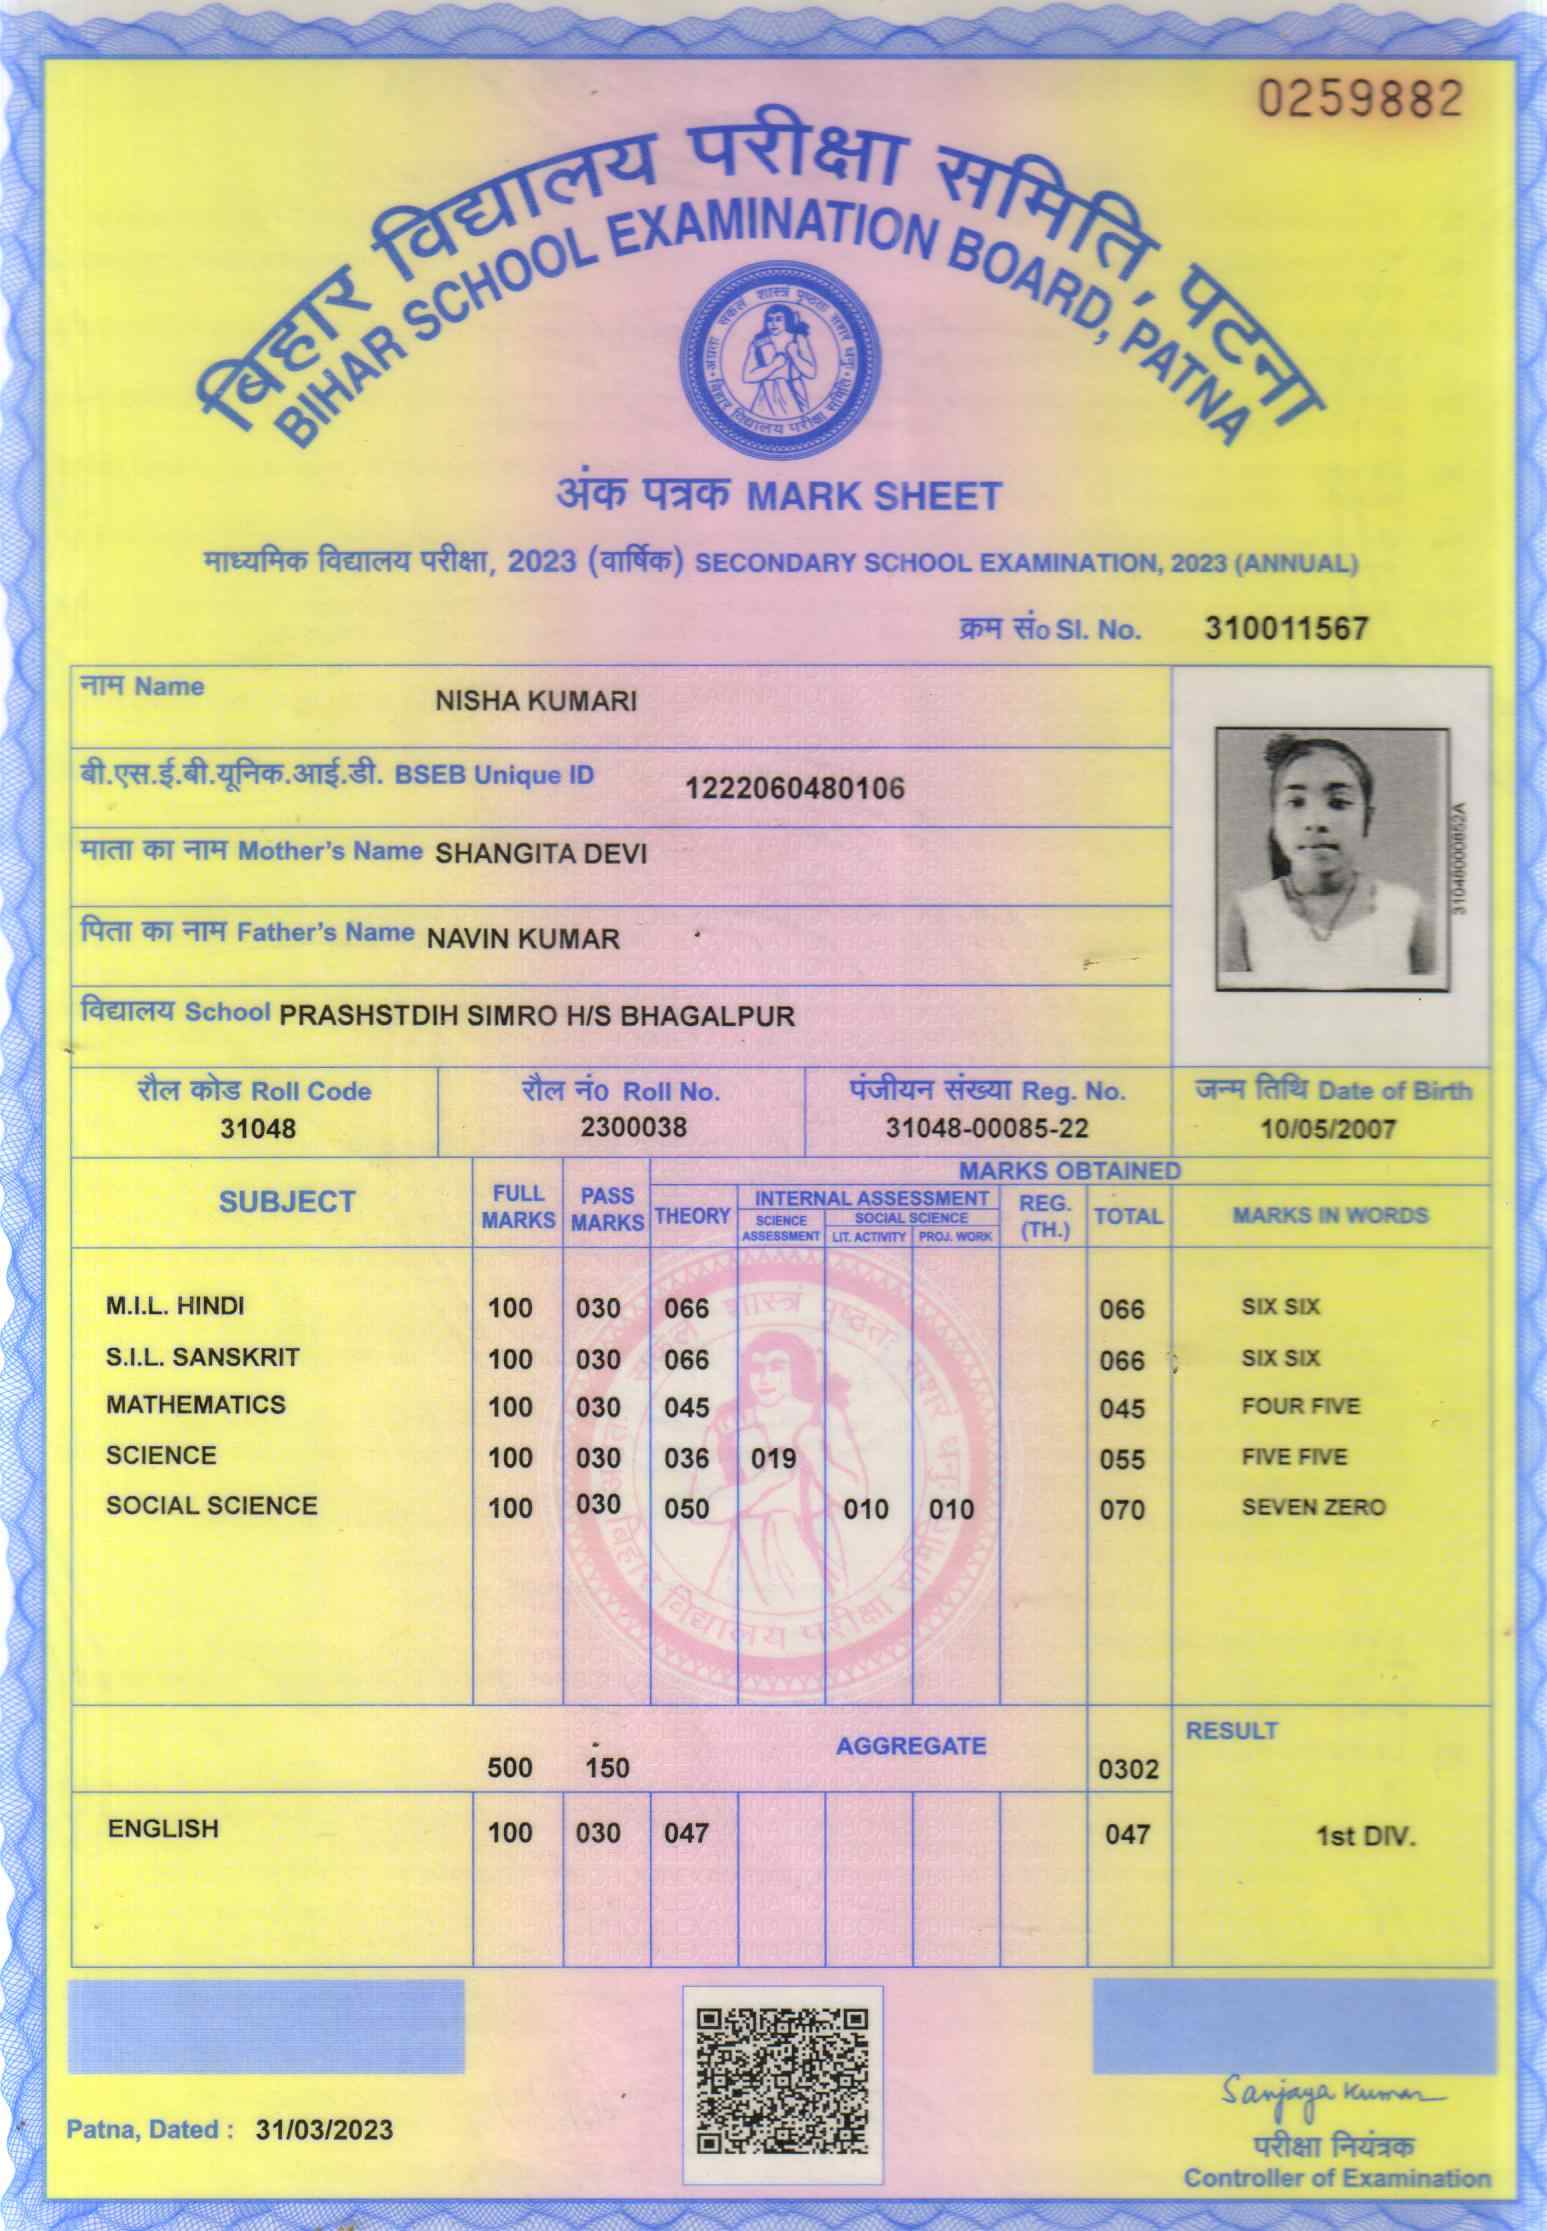 0259882
बिहार विद्यालय परीक्षा समिति, पटना
BIHAR SCHOOL EXAMINATION BOARD, PATNA
बिहार विद्यालय परीक्षा समिति
अंक पत्रक MARK SHEET
माध्यमिक विद्यालय परीक्षा, 2023 (वार्षिक) SECONDARY SCHOOL EXAMINATION, 2023 (ANNUAL)
क्रम सं० Sl. No. 310011567
नाम Name NISHA KUMARI
बी.एस.ई.बी.यूनिक.आई.डी. BSEB Unique ID 1222060480106
माता का नाम Mother's Name SHANGITA DEVI
पिता का नाम Father's Name NAVIN KUMAR
31048000852A
विद्यालय School PRASHSTDIH SIMRO H/S BHAGALPUR
रौल कोड Roll Code रौल नं० Roll No. पंजीयन संख्या Reg. No. जन्म तिथि Date of Birth
31048 2300038 31048-00085-22 10/05/2007
MARKS OBTAINED
SUBJECT FULL MARKS PASS MARKS THEORY INTERNAL ASSESSMENT REG. (TH.) TOTAL MARKS IN WORDS
SCIENCE ASSESSMENT SOCIAL SCIENCE
LIT. ACTIVITY PROJ. WORK
M.I.L. HINDI 100 030 066 066 SIX SIX
S.I.L. SANSKRIT 100 030 066 066 SIX SIX
MATHEMATICS 100 030 045 045 FOUR FIVE
SCIENCE 100 030 036 019 055 FIVE FIVE
SOCIAL SCIENCE 100 030 050 010 010 070 SEVEN ZERO
बिहार विद्यालय परीक्षा समिति
AGGREGATE RESULT
500 150 0302
ENGLISH 100 030 047 047 1st DIV.
Sanjaya Kumar
Patna, Dated : 31/03/2023
परीक्षा नियंत्रक
Controller of Examination